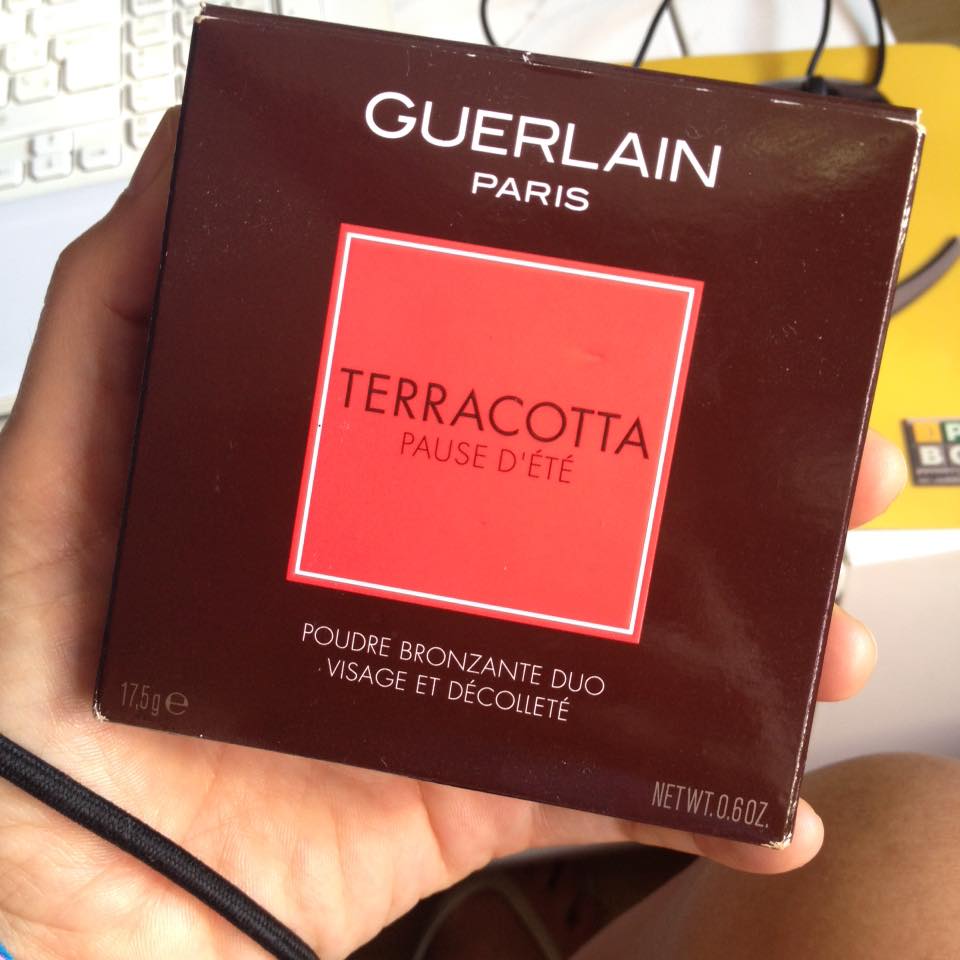 GUERLAIN
PARIS
TERRACOTTA
PAUSE D'ÉTÉ
POUDRE BRONZANTE DUO
VISAGE ET DÉCOLLETÉ
17,5g e
NET WT. 0.6 OZ.